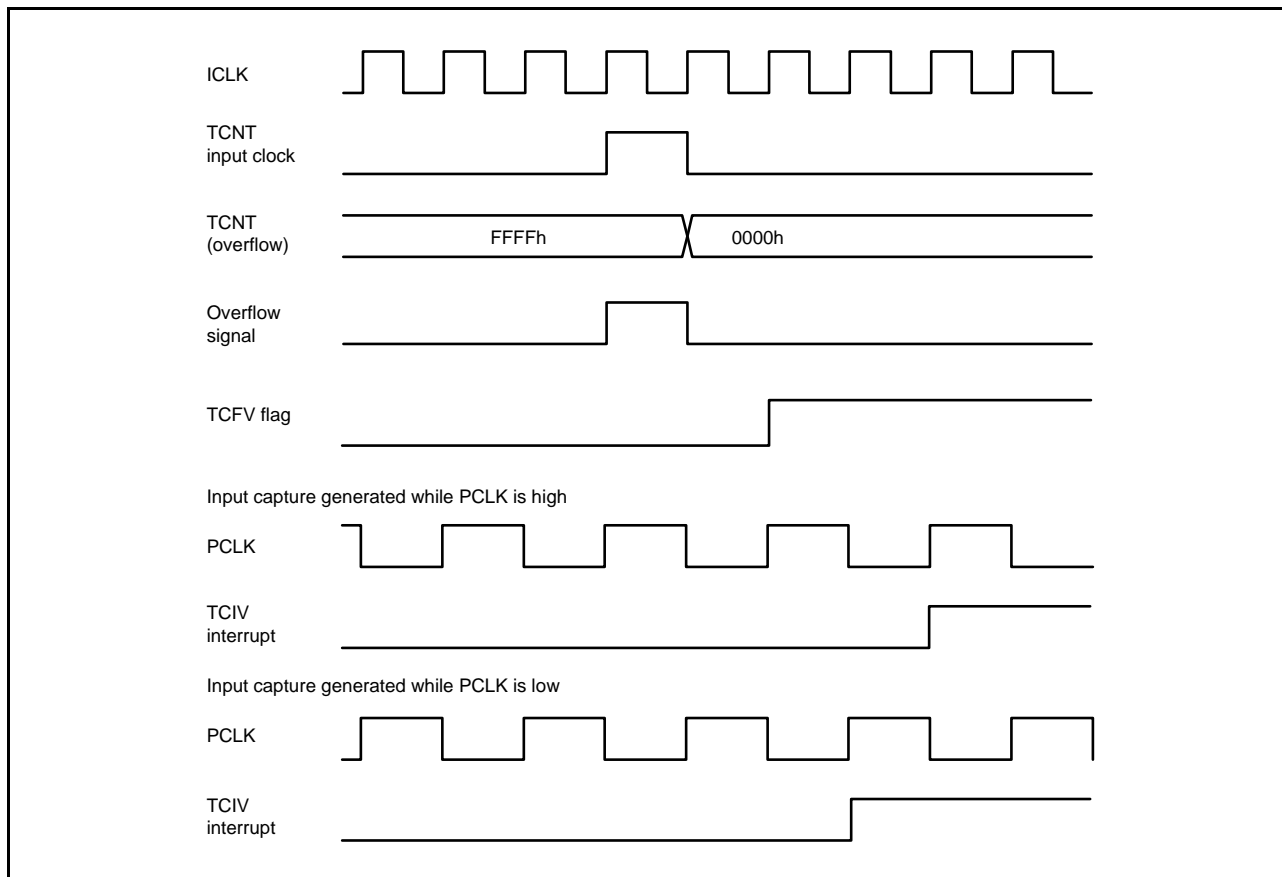 ICLK
TCNT
input clock
TCNT
(overflow)
FFFFh
0000h
Overflow
signal
TCFV flag
Input capture generated while PCLK is high
PCLK
TCIV
interrupt
Input capture generated while PCLK is low
PCLK
TCIV
interrupt